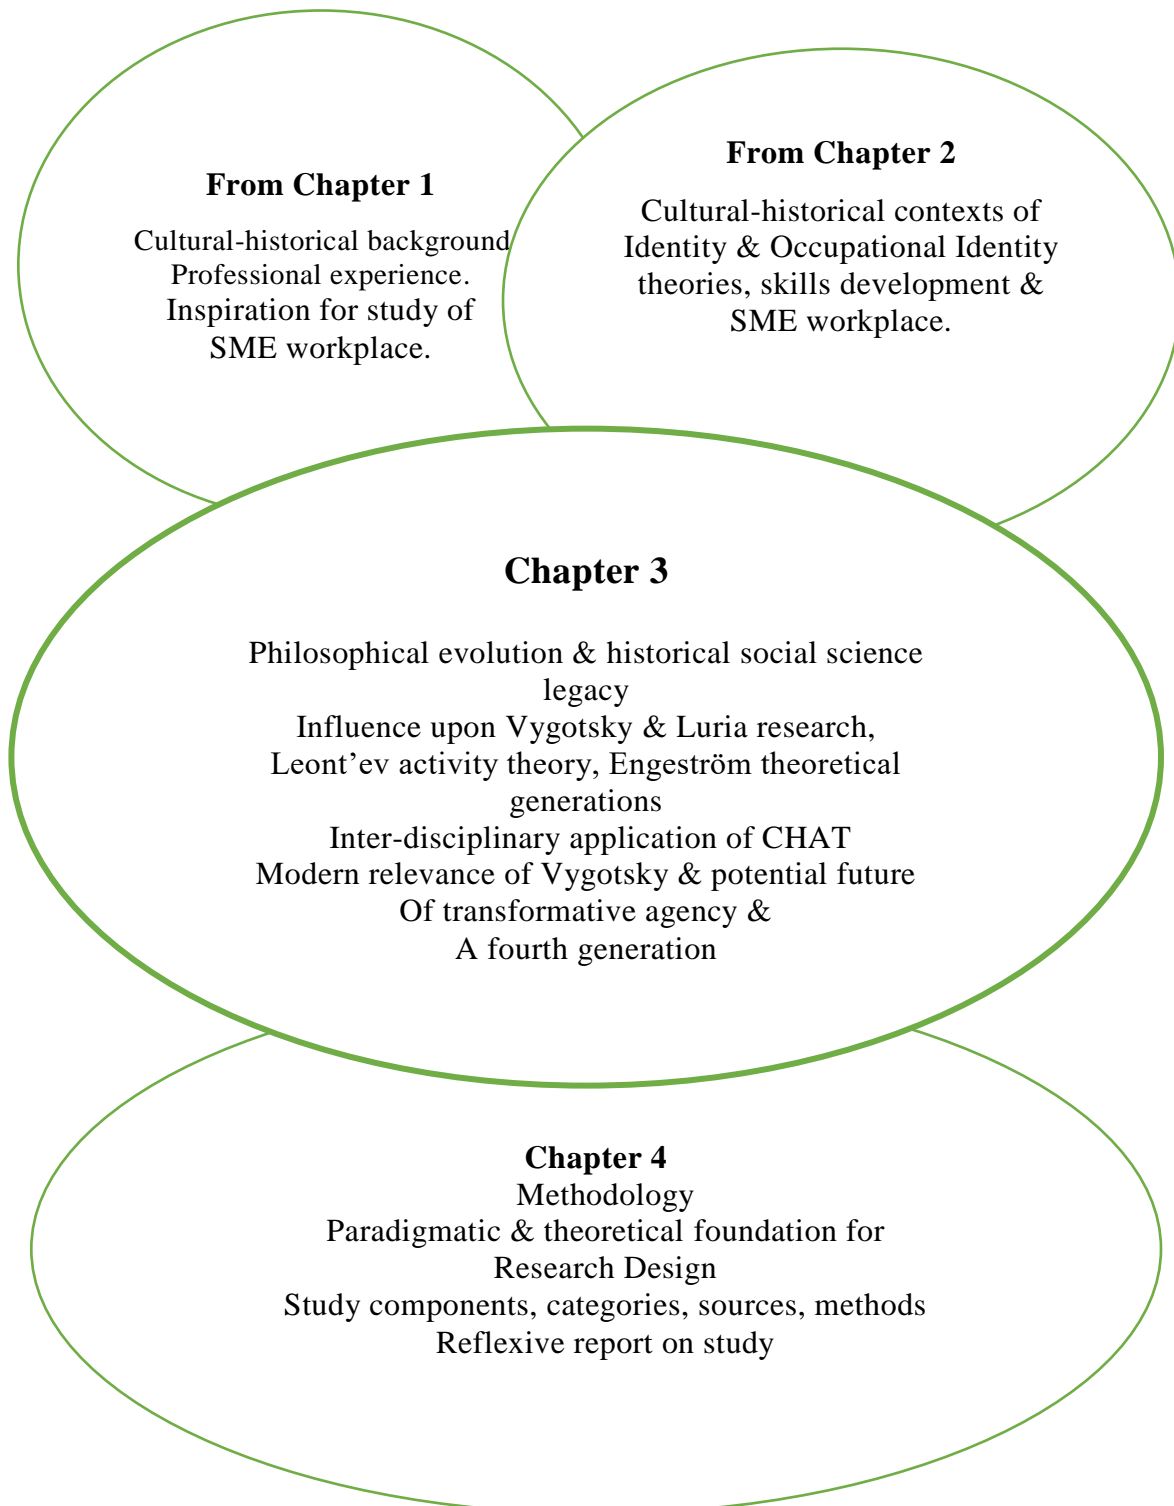 From Chapter 1
Cultural-historical background
Professional experience.
Inspiration for study of
SME workplace.
From Chapter 2
Cultural-historical contexts of
Identity & Occupational Identity
theories, skills development &
SME workplace.
Chapter 3
Philosophical evolution & historical social science
legacy
Influence upon Vygotsky & Luria research,
Leont’ev activity theory, Engeström theoretical
generations
Inter-disciplinary application of CHAT
Modern relevance of Vygotsky & potential future
Of transformative agency &
A fourth generation
Chapter 4
Methodology
Paradigmatic & theoretical foundation for
Research Design
Study components, categories, sources, methods
Reflexive report on study